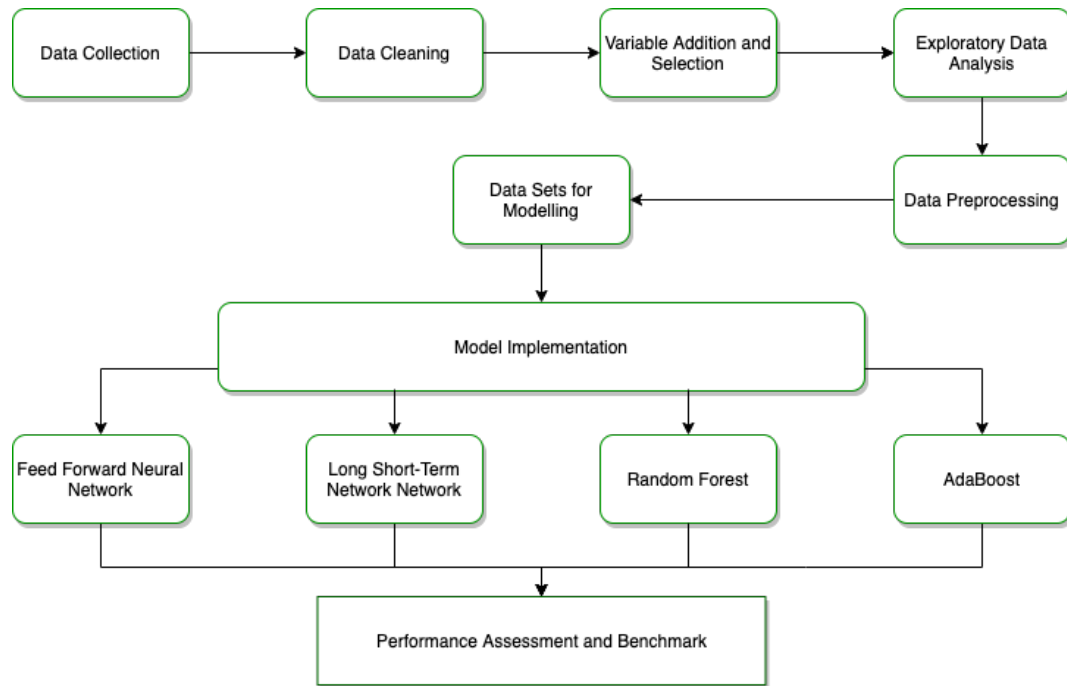 Data Collection
Data Cleaning
Variable Addition and
Selection
Exploratory Data
Analysis
Data Sets for
Modelling
Data Preprocessing
Model Implementation
Feed Forward Neural
Network
Long Short-Term
Network Network
Random Forest
AdaBoost
Performance Assessment and Benchmark